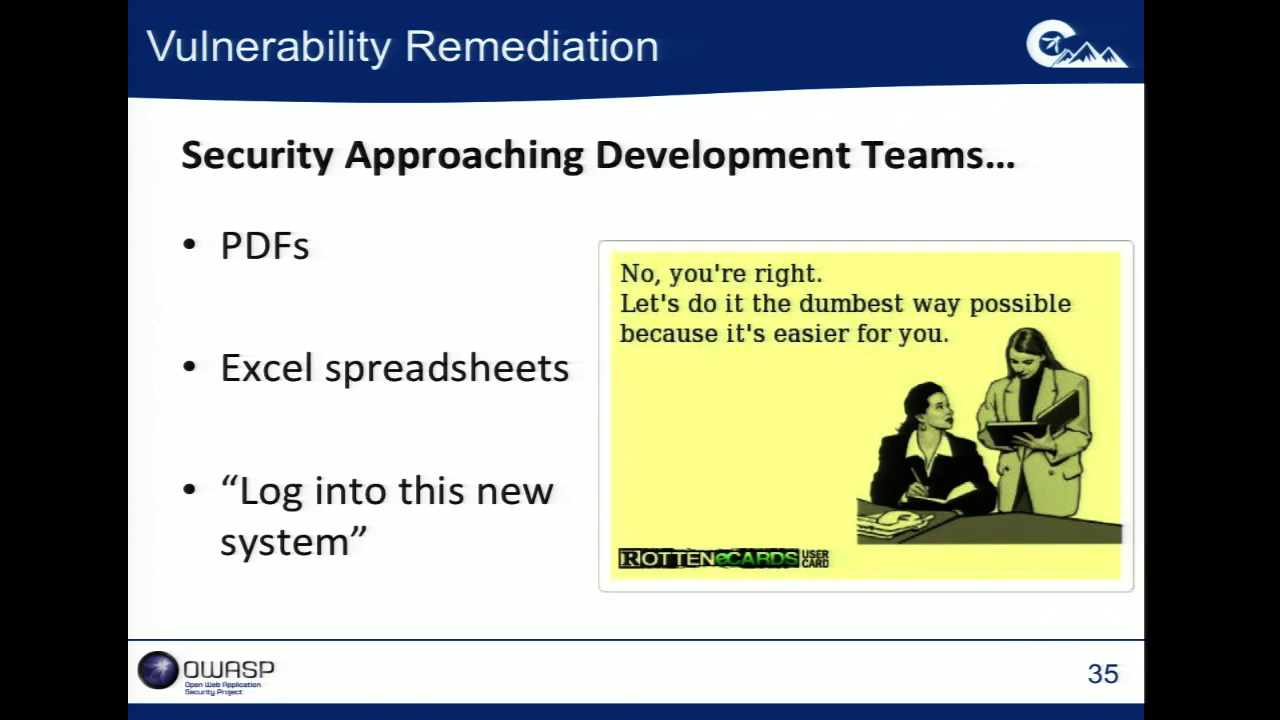 Vulnerability Remediation
Security Approaching Development Teams...
• PDFs
• Excel spreadsheets
• “Log into this new
system”
No, you're right.
Let's do it the dumbest way possible
because it's easier for you.
ROTTENeCARDS USER
CARD
OWASP
Open Web Application
Security Project
35